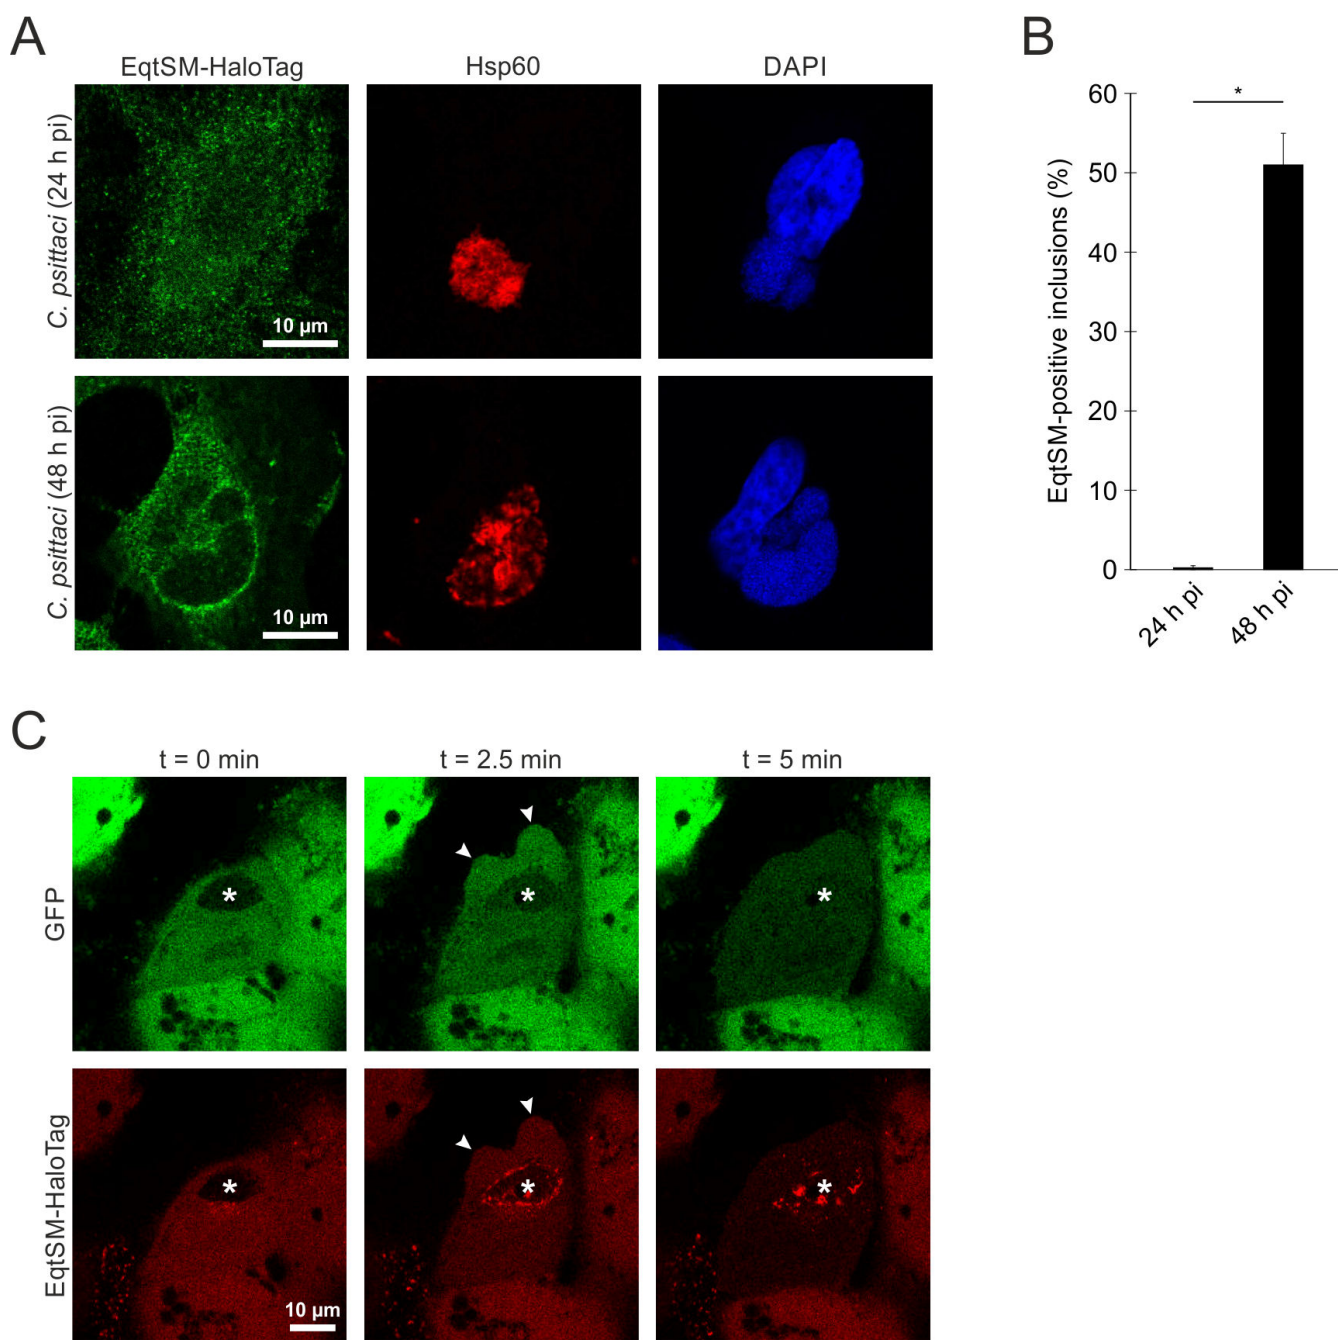 A
EqtSM-HaloTag Hsp60 DAPI
C. psittaci (24 h pi)
10 µm
C. psittaci (48 h pi)
10 µm
B
EqtSM-positive inclusions (%)
60
50
40
30
20
10
0
*
24 h pi
48 h pi
C
t = 0 min t = 2.5 min t = 5 min
GFP
* * *
EqtSM-HaloTag
* * *
10 µm